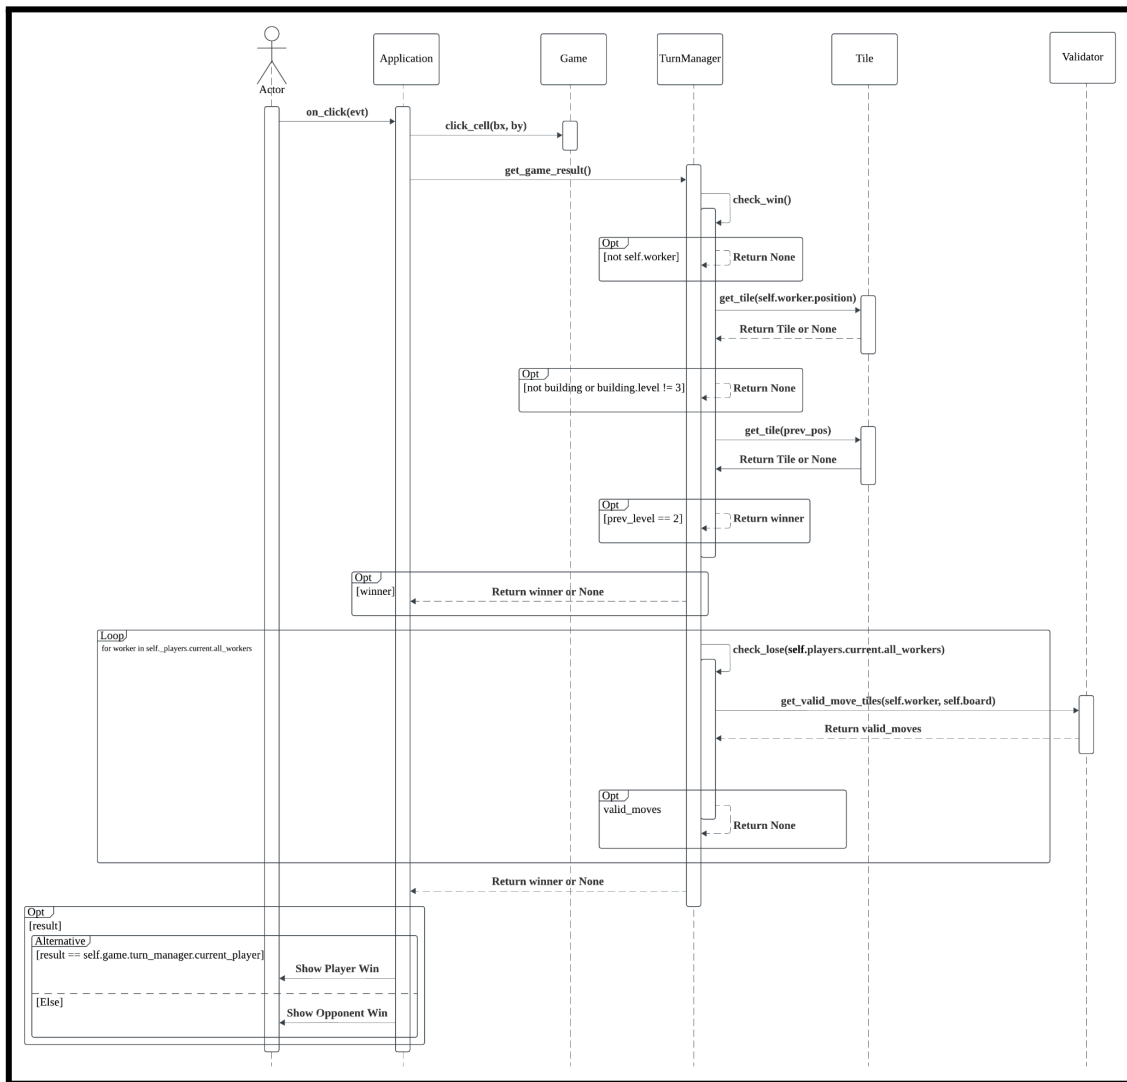 Actor
Application
Game
TurnManager
Tile
Validator
on_click(evt)
click_cell(bx, by)
get_game_result()
check_win()
Opt
[not self.worker]
Return None
get_tile(self.worker.position)
Return Tile or None
Opt
[not building or building.level != 3]
Return None
get_tile(prev_pos)
Return Tile or None
Opt
[prev_level == 2]
Return winner
Opt
[winner]
Return winner or None
Loop
for worker in self._players.current.all_workers
check_lose(self.players.current.all_workers)
get_valid_move_tiles(self.worker, self.board)
Return valid_moves
Opt
valid_moves
Return None
Return winner or None
Opt
[result]
Alternative
[result == self.game.turn_manager.current_player]
Show Player Win
[Else]
Show Opponent Win